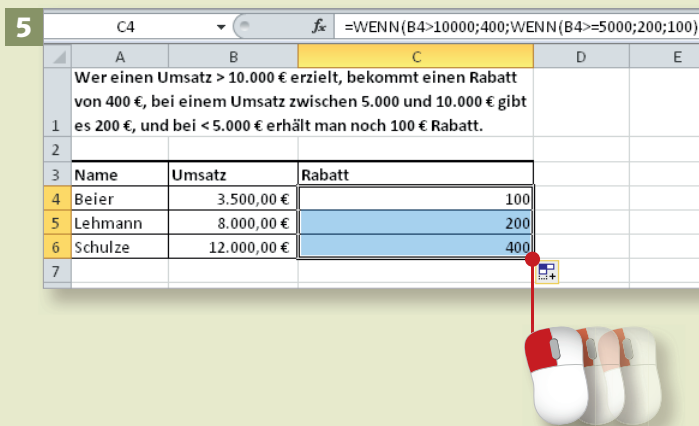 5
C4 fx =WENN(B4>10000;400;WENN(B4>=5000;200;100)
A B C D E
Wer einen Umsatz > 10.000 € erzielt, bekommt einen Rabatt
von 400 €, bei einem Umsatz zwischen 5.000 und 10.000 € gibt
1 es 200 €, und bei < 5.000 € erhält man noch 100 € Rabatt.
2
3 Name Umsatz Rabatt
4 Beier 3.500,00 € 100
5 Lehmann 8.000,00 € 200
6 Schulze 12.000,00 € 400
7